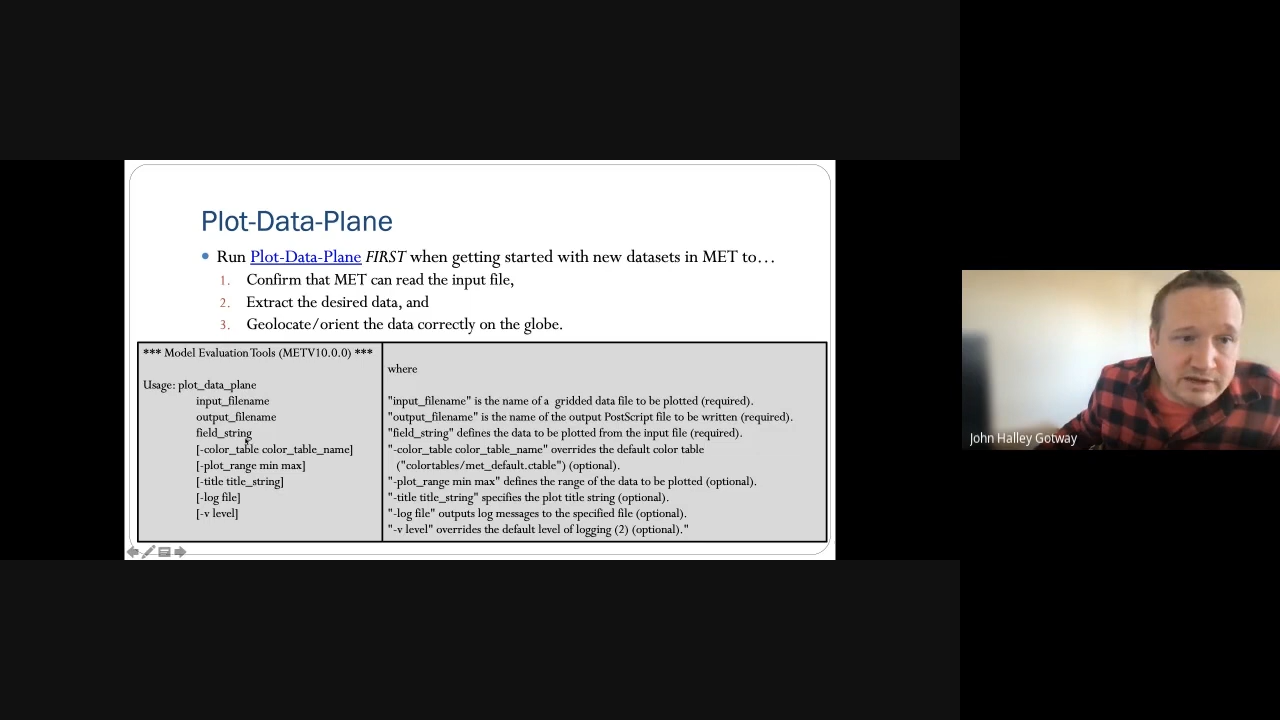 Plot-Data-Plane
Run Plot-Data-Plane FIRST when getting started with new datasets in MET to…
1. Confirm that MET can read the input file,
2. Extract the desired data, and
3. Geolocate/orient the data correctly on the globe.
*** Model Evaluation Tools (METV10.0.0) ***
Usage: plot_data_plane
input_filename
output_filename
field_string
[-color_table color_table_name]
[-plot_range min max]
[-title title_string]
[-log file]
[-v level]
where
"input_filename" is the name of a gridded data file to be plotted (required).
"output_filename" is the name of the output PostScript file to be written (required).
"field_string" defines the data to be plotted from the input file (required).
"-color_table color_table_name" overrides the default color table
("colortables/met_default.ctable") (optional).
"-plot_range min max" defines the range of the data to be plotted (optional).
"-title title_string" specifies the plot title string (optional).
"-log file" outputs log messages to the specified file (optional).
"-v level" overrides the default level of logging (2) (optional)."
John Halley Gotway